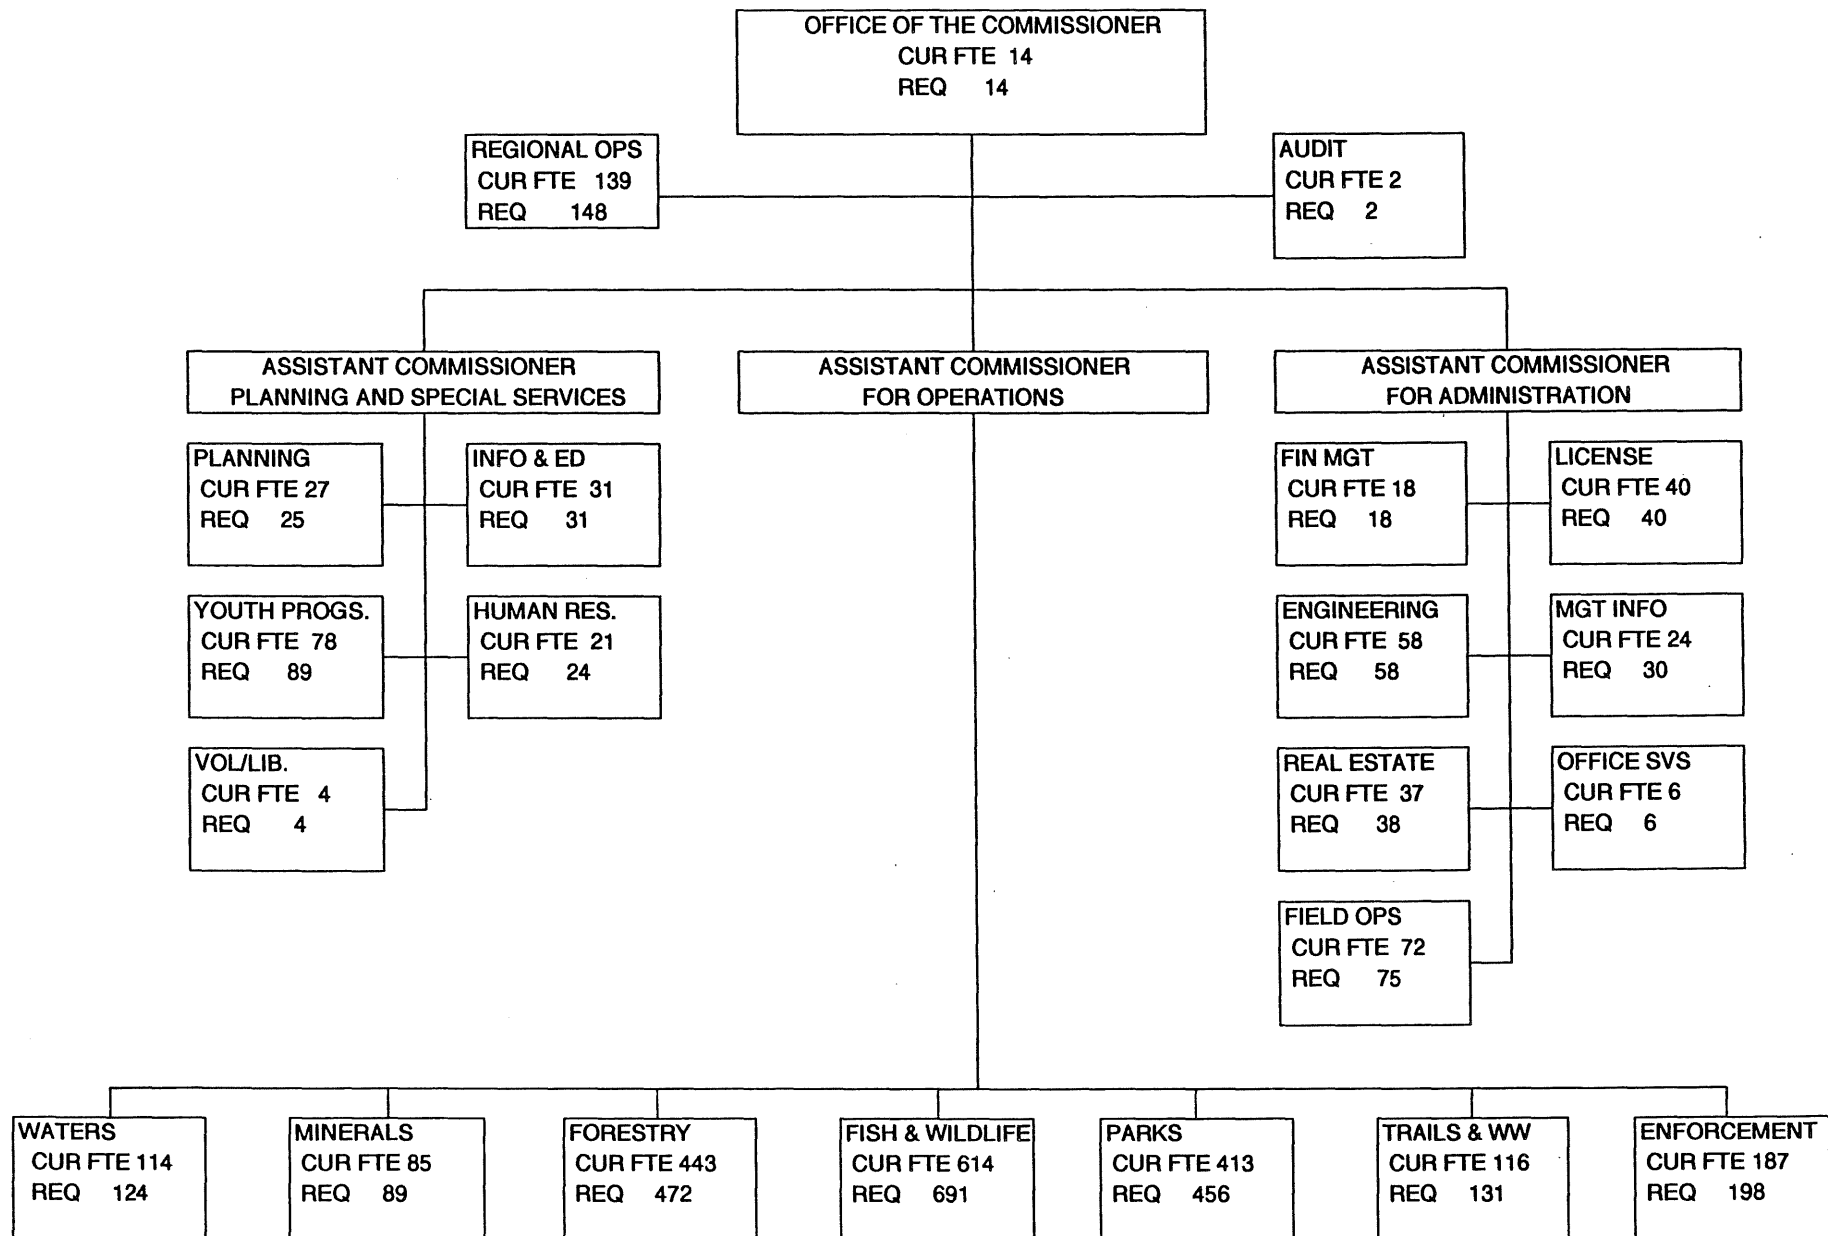 OFFICE OF THE COMMISSIONER
CUR FTE 14
REQ 14
REGIONAL OPS
CUR FTE 139
REQ 148
AUDIT
CUR FTE 2
REQ 2
ASSISTANT COMMISSIONER
PLANNING AND SPECIAL SERVICES
ASSISTANT COMMISSIONER
FOR OPERATIONS
ASSISTANT COMMISSIONER
FOR ADMINISTRATION
PLANNING
CUR FTE 27
REQ 25
INFO & ED
CUR FTE 31
REQ 31
YOUTH PROGS.
CUR FTE 78
REQ 89
HUMAN RES.
CUR FTE 21
REQ 24
VOL/LIB.
CUR FTE 4
REQ 4
FIN MGT
CUR FTE 18
REQ 18
LICENSE
CUR FTE 40
REQ 40
ENGINEERING
CUR FTE 58
REQ 58
MGT INFO
CUR FTE 24
REQ 30
REAL ESTATE
CUR FTE 37
REQ 38
OFFICE SVS
CUR FTE 6
REQ 6
FIELD OPS
CUR FTE 72
REQ 75
WATERS
CUR FTE 114
REQ 124
MINERALS
CUR FTE 85
REQ 89
FORESTRY
CUR FTE 443
REQ 472
FISH & WILDLIFE
CUR FTE 614
REQ 691
PARKS
CUR FTE 413
REQ 456
TRAILS & WW
CUR FTE 116
REQ 131
ENFORCEMENT
CUR FTE 187
REQ 198